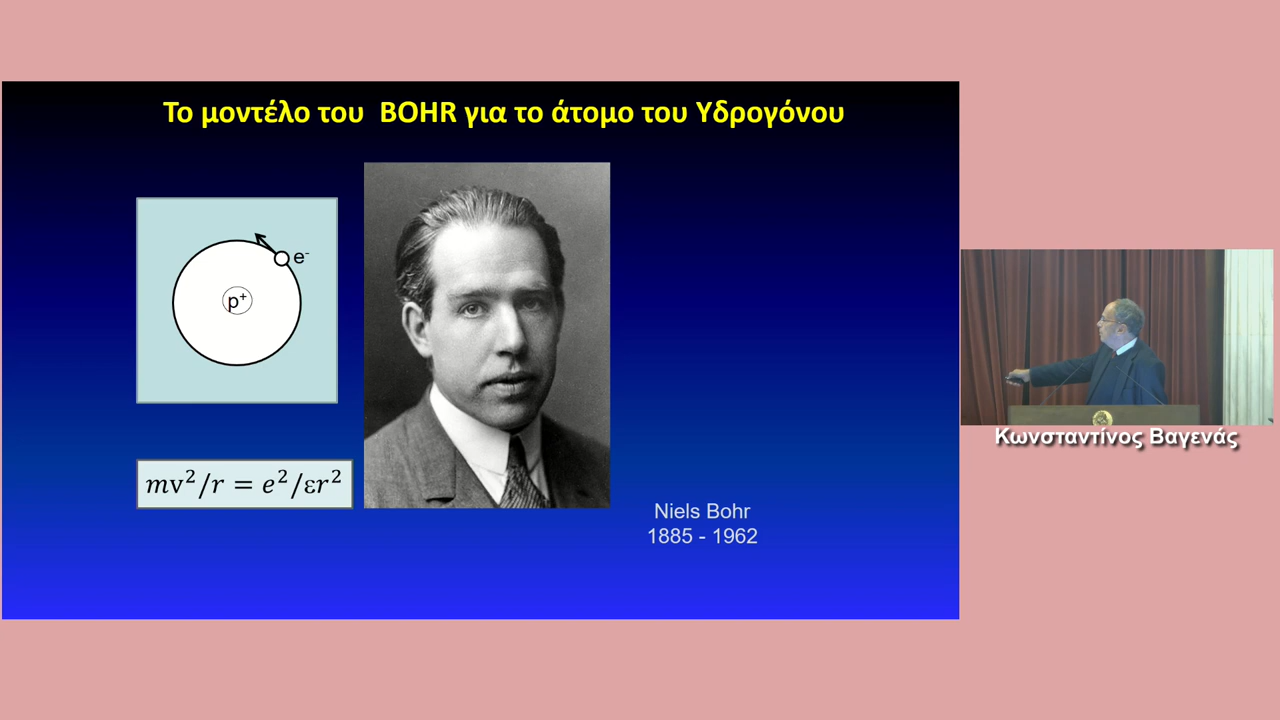 Το μοντέλο του BOHR για το άτομο του Υδρογόνου
e⁻
p⁺
mv²/r = e²/εr²
Niels Bohr
1885 - 1962
Κωνσταντίνος Βαγενάς